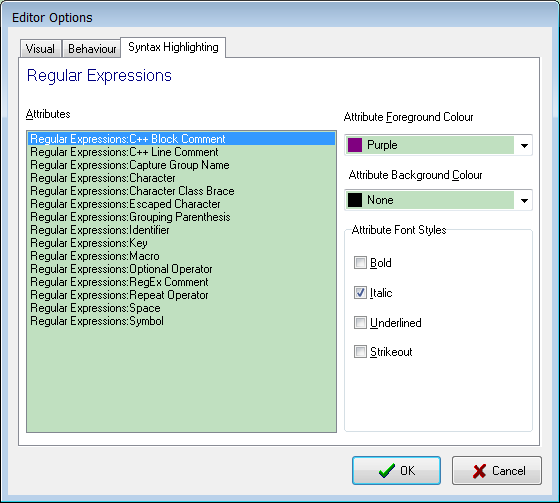 Editor Options
Visual
Behaviour
Syntax Highlighting
Regular Expressions
Attributes
Regular Expressions:C++ Block Comment
Regular Expressions:C++ Line Comment
Regular Expressions:Capture Group Name
Regular Expressions:Character
Regular Expressions:Character Class Brace
Regular Expressions:Escaped Character
Regular Expressions:Grouping Parenthesis
Regular Expressions:Identifier
Regular Expressions:Key
Regular Expressions:Macro
Regular Expressions:Optional Operator
Regular Expressions:RegEx Comment
Regular Expressions:Repeat Operator
Regular Expressions:Space
Regular Expressions:Symbol
Attribute Foreground Colour
Purple
Attribute Background Colour
None
Attribute Font Styles
Bold
Italic
Underlined
Strikeout
OK
Cancel